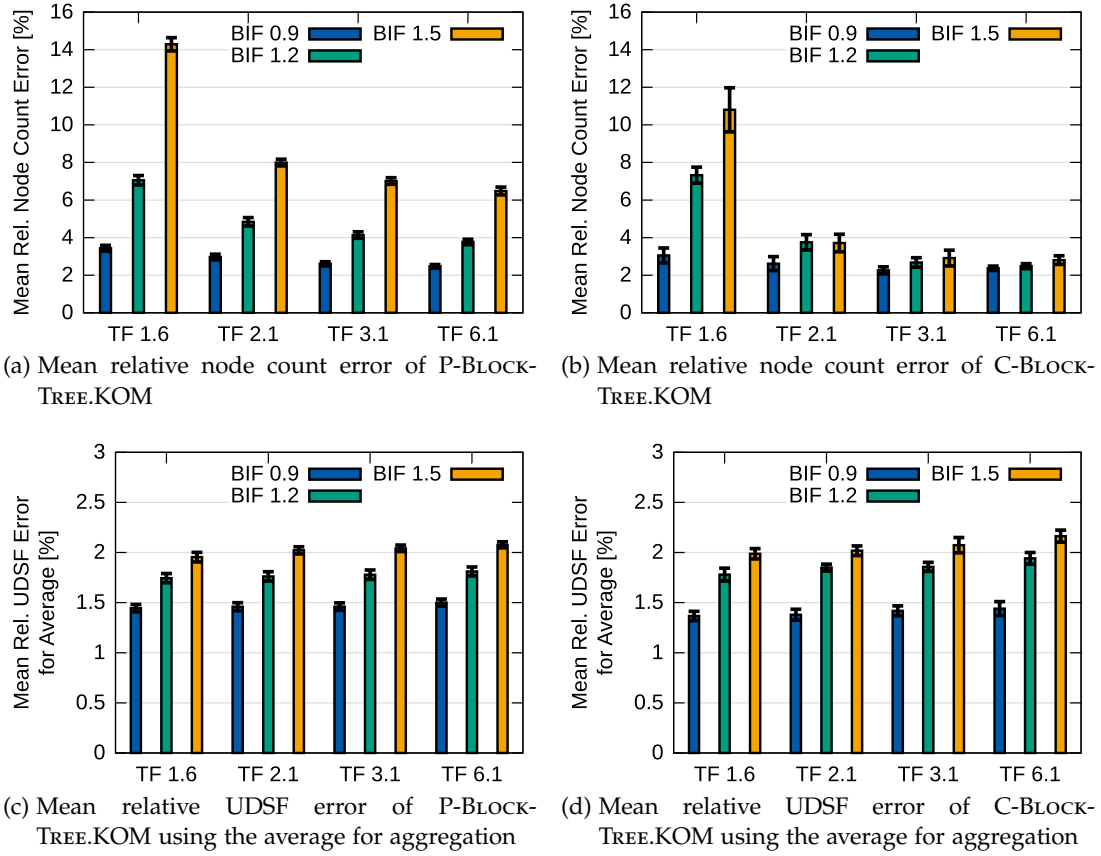 Mean Rel. Node Count Error [%]
16
14
12
10
8
6
4
2
0
BIF 0.9
BIF 1.2
BIF 1.5
TF 1.6
TF 2.1
TF 3.1
TF 6.1
(a) Mean relative node count error of P-Block-
Tree.KOM
Mean Rel. Node Count Error [%]
16
14
12
10
8
6
4
2
0
BIF 0.9
BIF 1.2
BIF 1.5
TF 1.6
TF 2.1
TF 3.1
TF 6.1
(b) Mean relative node count error of C-Block-
Tree.KOM
Mean Rel. UDSF Error
for Average [%]
3
2.5
2
1.5
1
0.5
0
BIF 0.9
BIF 1.2
BIF 1.5
TF 1.6
TF 2.1
TF 3.1
TF 6.1
(c) Mean relative UDSF error of P-Block-
Tree.KOM using the average for aggregation
Mean Rel. UDSF Error
for Average [%]
3
2.5
2
1.5
1
0.5
0
BIF 0.9
BIF 1.2
BIF 1.5
TF 1.6
TF 2.1
TF 3.1
TF 6.1
(d) Mean relative UDSF error of C-Block-
Tree.KOM using the average for aggregation